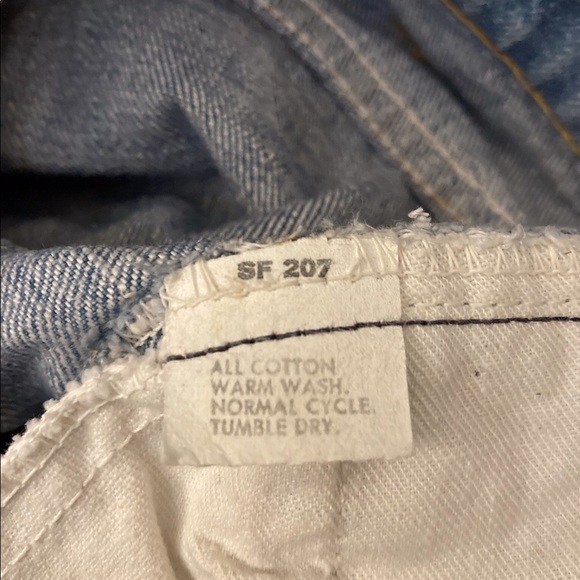 SF 207
ALL COTTON
WARM WASH.
NORMAL CYCLE.
TUMBLE DRY.